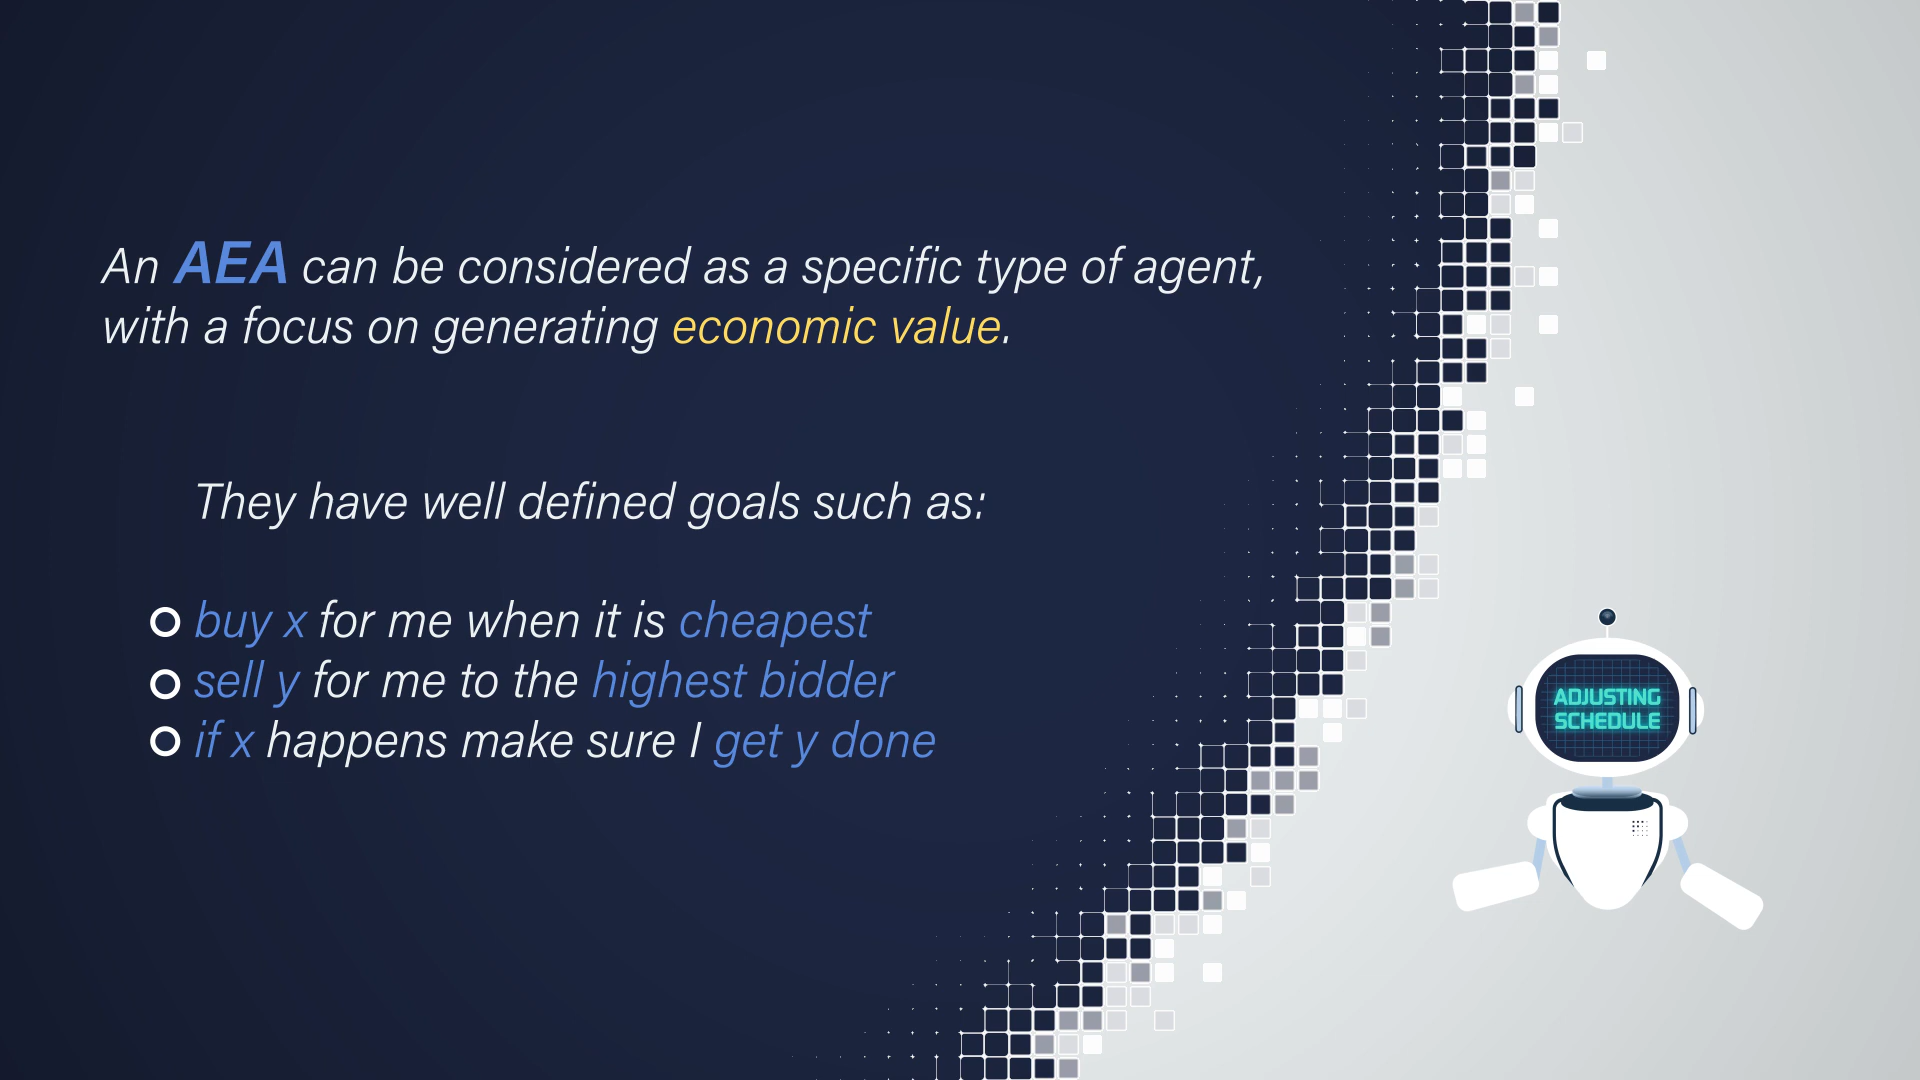 An AEA can be considered as a specific type of agent,
with a focus on generating economic value.
They have well defined goals such as:
buy x for me when it is cheapest
sell y for me to the highest bidder
if x happens make sure I get y done
ADJUSTING
SCHEDULE